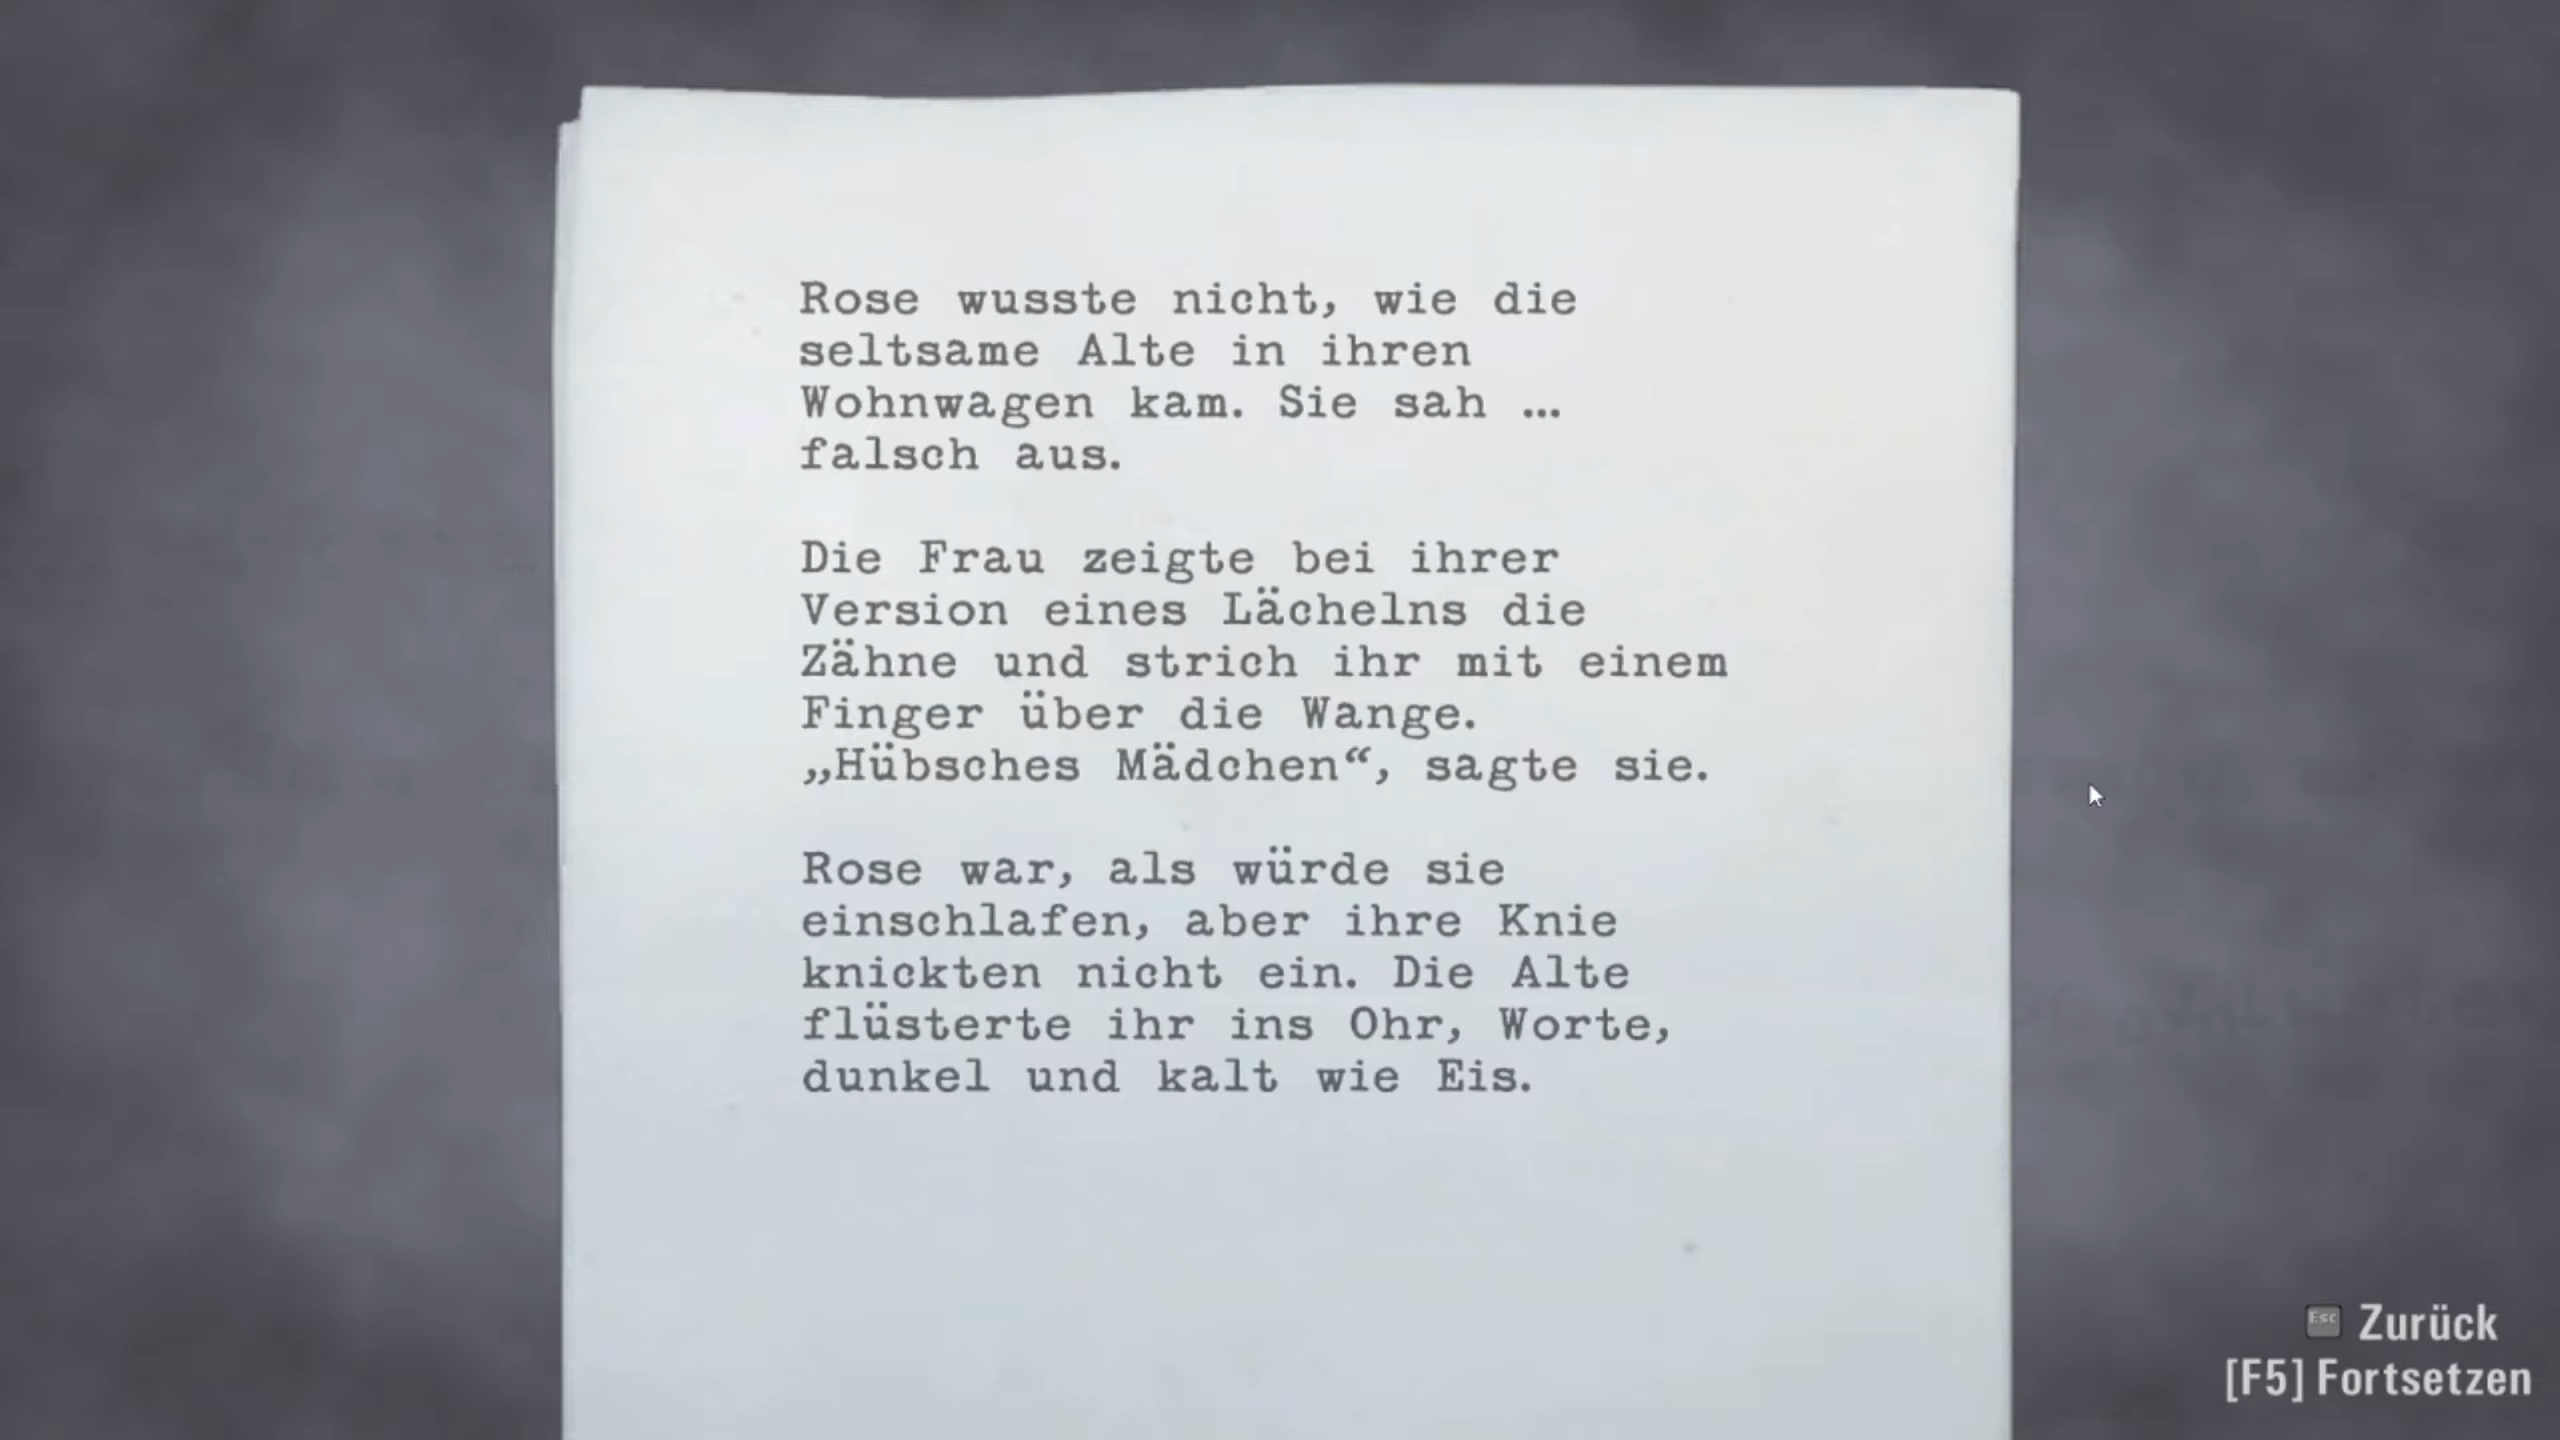 Rose wusste nicht, wie die
seltsame Alte in ihren
Wohnwagen kam. Sie sah …
falsch aus.
Die Frau zeigte bei ihrer
Version eines Lächelns die
Zähne und strich ihr mit einem
Finger über die Wange.
„Hübsches Mädchen“, sagte sie.
Rose war, als würde sie
einschlafen, aber ihre Knie
knickten nicht ein. Die Alte
flüsterte ihr ins Ohr, Worte,
dunkel und kalt wie Eis.
Esc Zurück
[F5] Fortsetzen